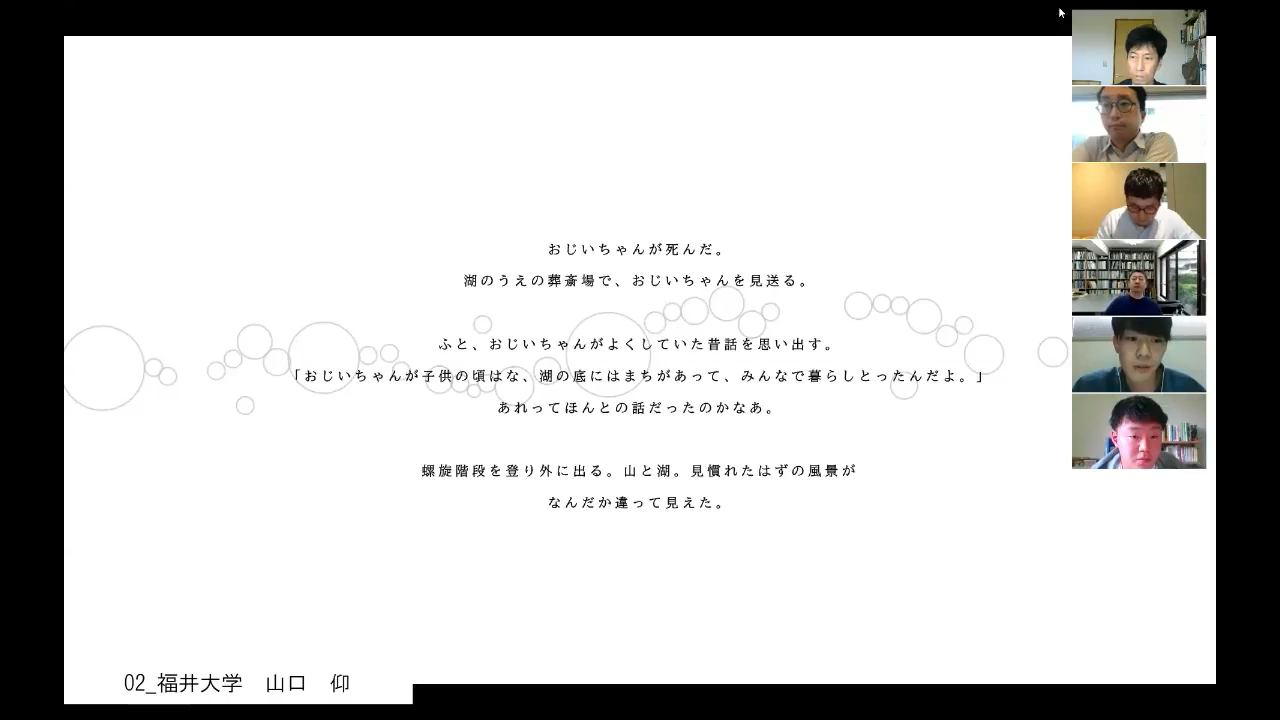 おじいちゃんが死んだ。
湖のうえの葬斎場で、おじいちゃんを見送る。
ふと、おじいちゃんがよくしていた昔話を思い出す。
「おじいちゃんが子供の頃はな、湖の底にはまちがあって、みんなで暮らしとったんだよ。」
あれってほんとの話だったのかなあ。
螺旋階段を登り外に出る。山と湖。見慣れたはずの風景が
なんだか違って見えた。
02_福井大学　山口　仰